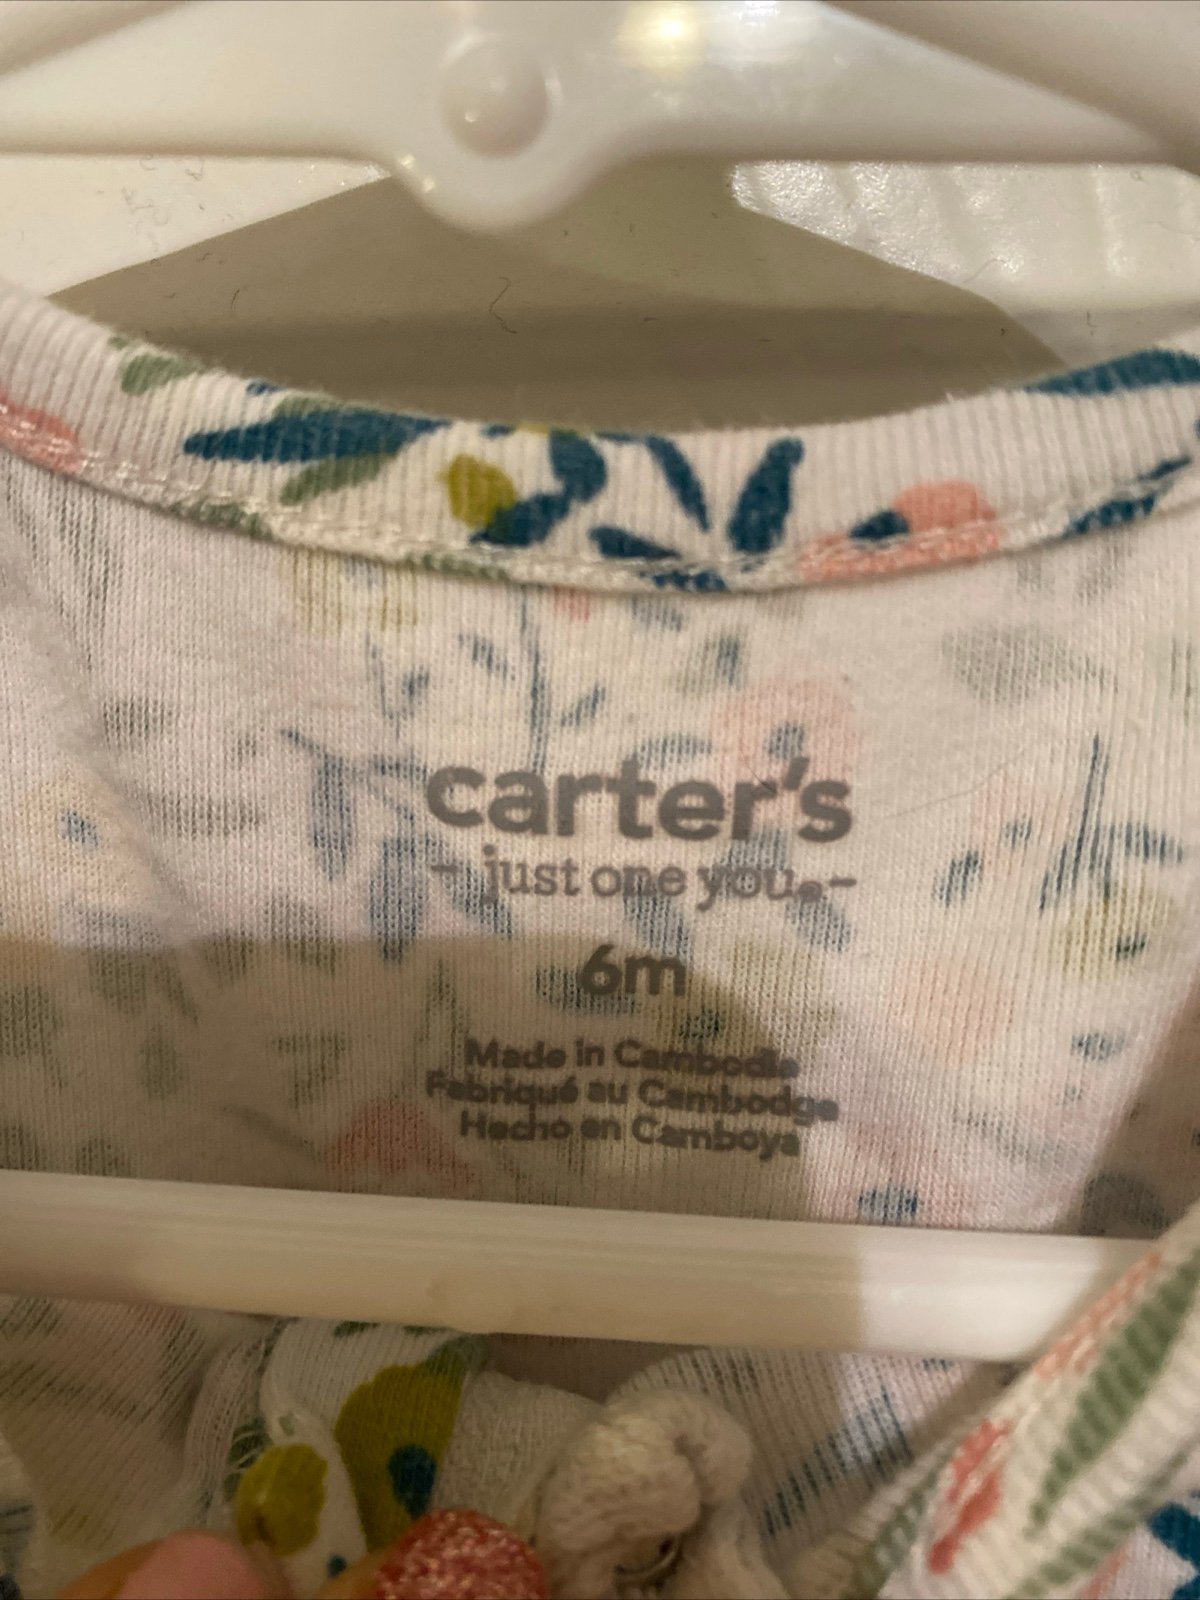 carter's
- just one you® -
6m
Made in Cambodia
Fabriqué au Cambodge
Hecho en Camboya